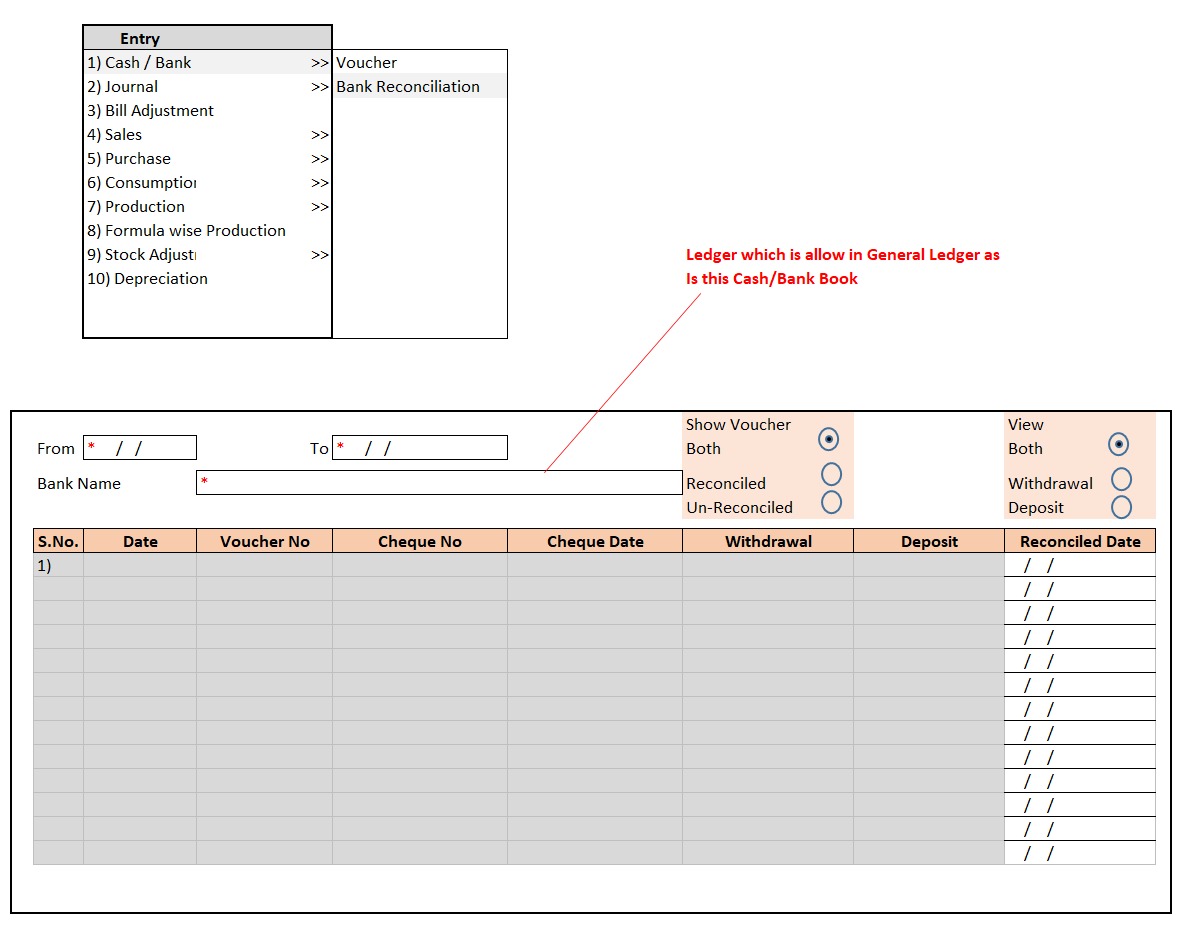 Entry
1) Cash / Bank >> Voucher
2) Journal >> Bank Reconciliation
3) Bill Adjustment
4) Sales >>
5) Purchase >>
6) Consumption >>
7) Production >>
8) Formula wise Production
9) Stock Adjust >>
10) Depreciation
Ledger which is allow in General Ledger as
Is this Cash/Bank Book
From * / / To * / /
Bank Name *
Show Voucher
Both
Reconciled
Un-Reconciled
View
Both
Withdrawal
Deposit
S.No. Date Voucher No Cheque No Cheque Date Withdrawal Deposit Reconciled Date
1) / /
/ /
/ /
/ /
/ /
/ /
/ /
/ /
/ /
/ /
/ /
/ /
/ /